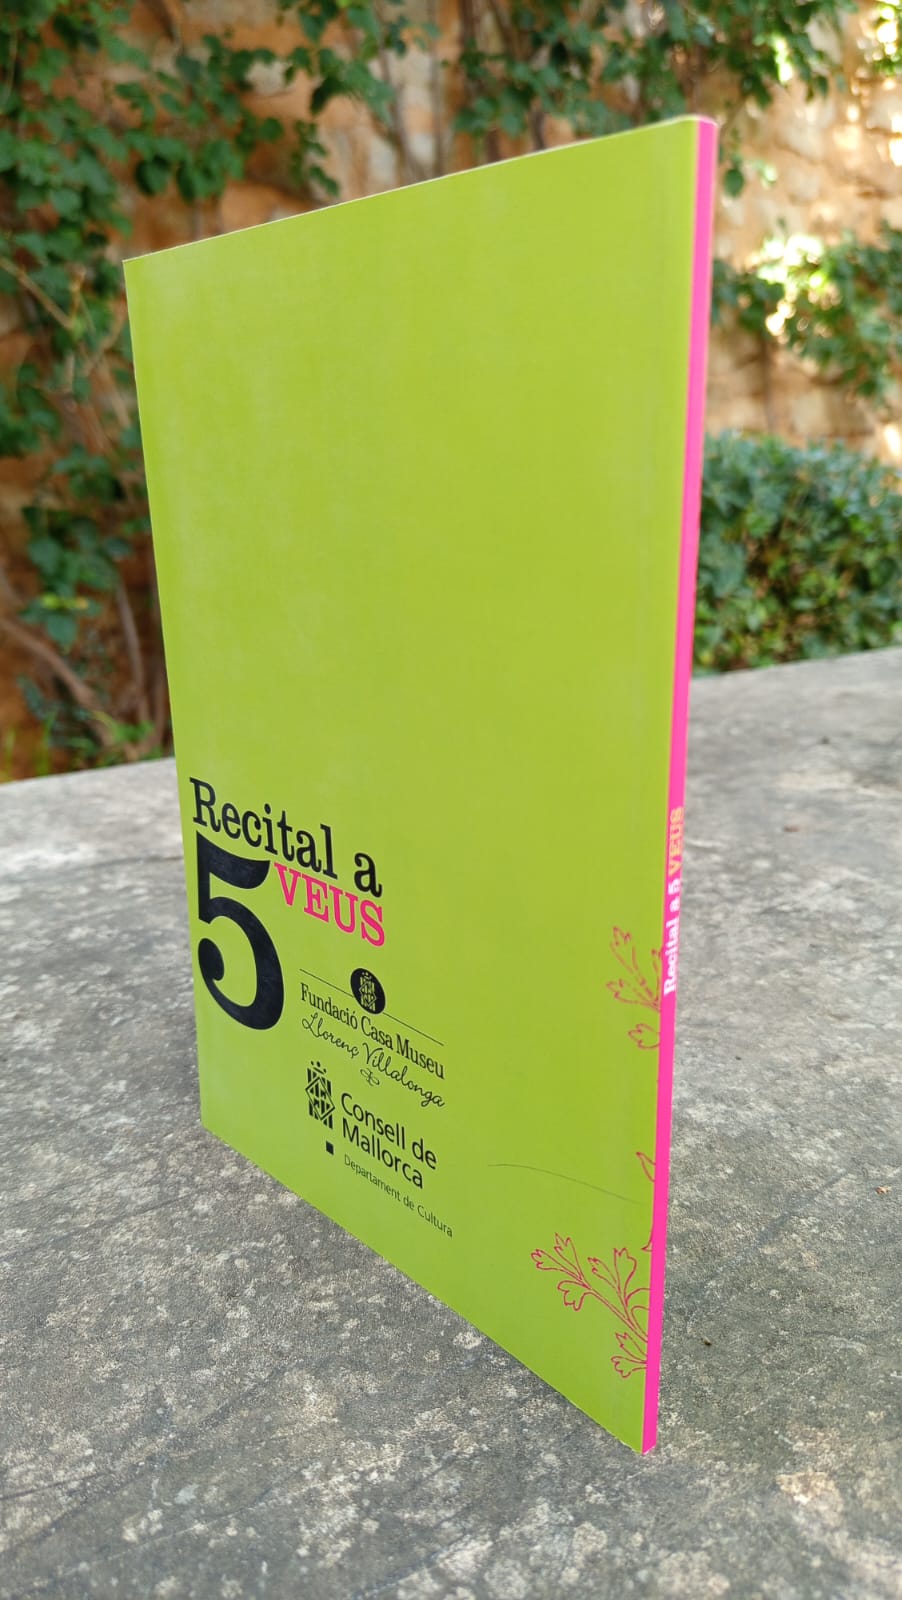 Recital a
5 VEUS
Fundació Casa Museu
Llorenç Villalonga
Consell de
Mallorca
Departament de Cultura
Recital a 5 VEUS